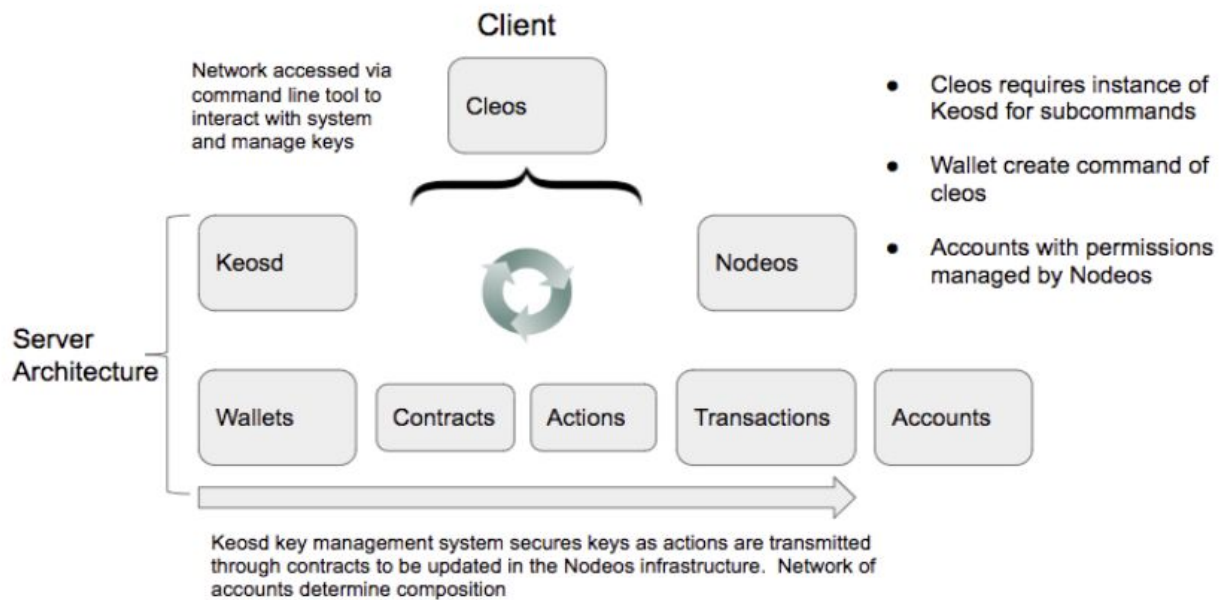 Client
Network accessed via
command line tool to
interact with system
and manage keys
Cleos
● Cleos requires instance of
Keosd for subcommands
● Wallet create command of
cleos
● Accounts with permissions
managed by Nodeos
Keosd
Nodeos
Server
Architecture
Wallets
Contracts
Actions
Transactions
Accounts
Keosd key management system secures keys as actions are transmitted
through contracts to be updated in the Nodeos infrastructure. Network of
accounts determine composition